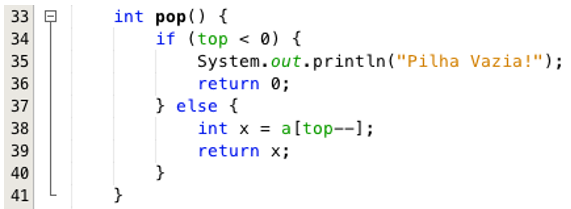 33 int pop() {
34 if (top < 0) {
35 System.out.println("Pilha Vazia!");
36 return 0;
37 } else {
38 int x = a[top--];
39 return x;
40 }
41 }